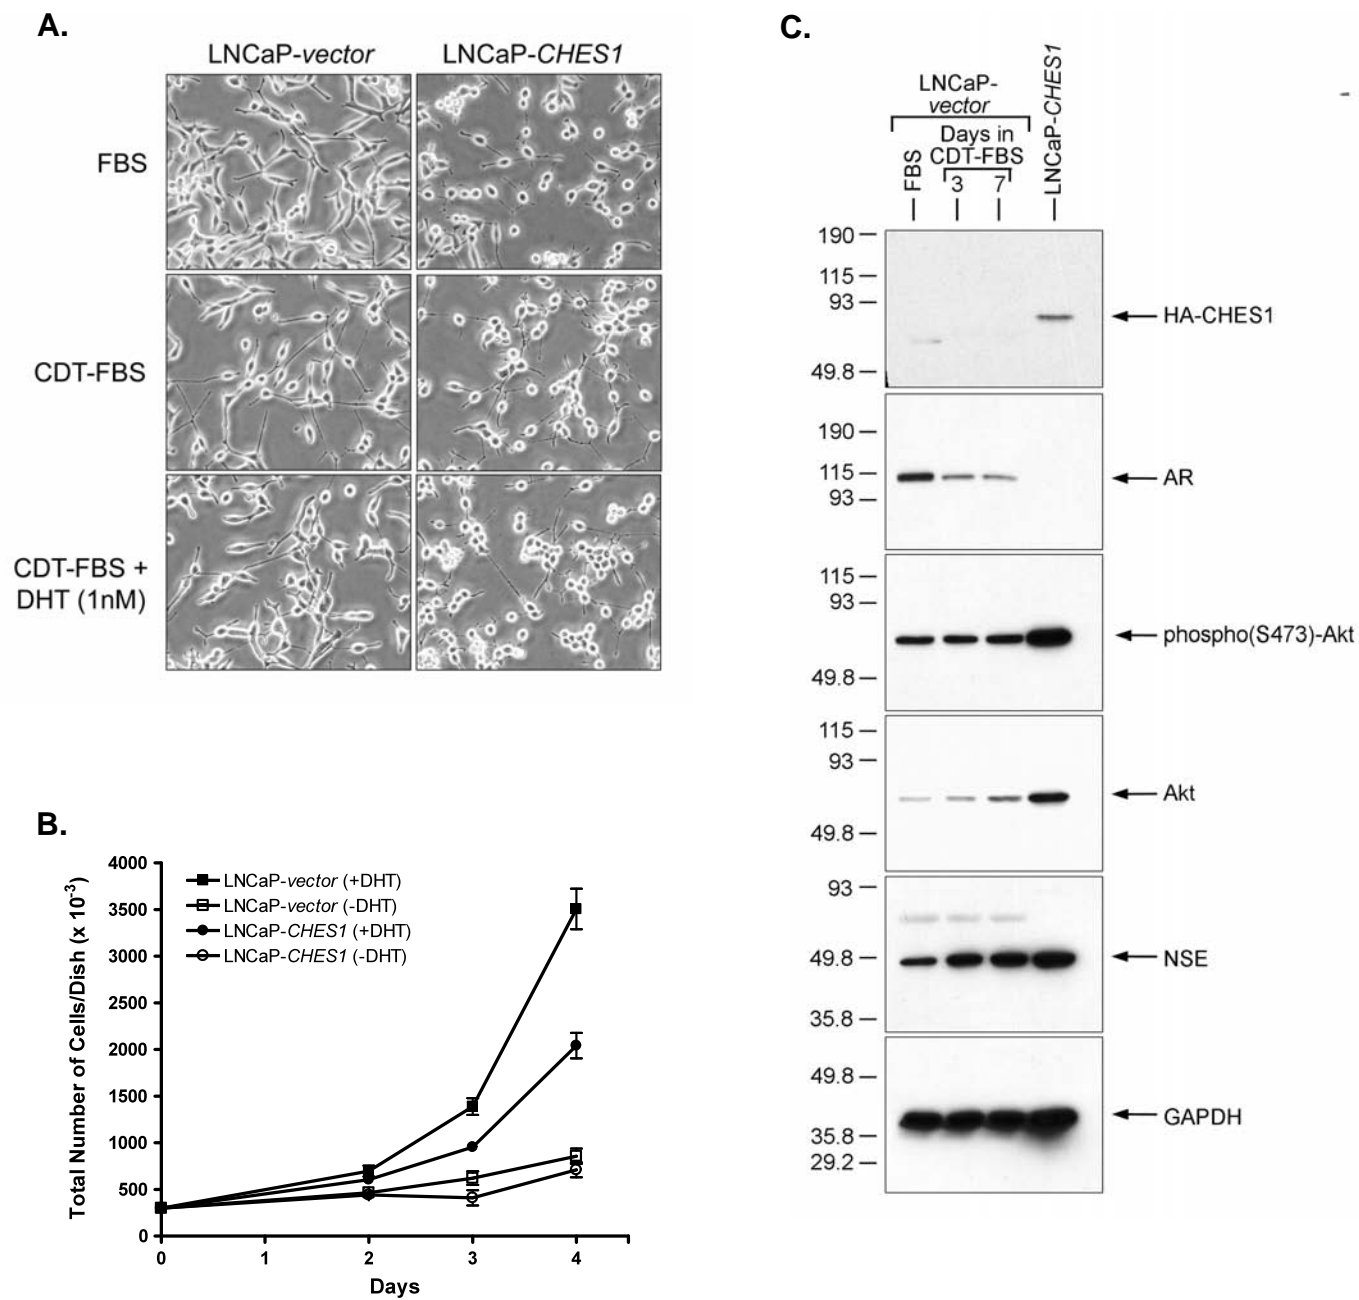 A.
LNCaP-vector LNCaP-CHES1
FBS
CDT-FBS
CDT-FBS +
DHT (1nM)
B.
Total Number of Cells/Dish (x 10⁻³)
4000
3500
3000
2500
2000
1500
1000
500
0
LNCaP-vector (+DHT)
LNCaP-vector (-DHT)
LNCaP-CHES1 (+DHT)
LNCaP-CHES1 (-DHT)
0 1 2 3 4
Days
C.
LNCaP-
vector
Days in
CDT-FBS
FBS
3 7
LNCaP-CHES1
190
115
93
49.8
HA-CHES1
190
115
93
AR
115
93
49.8
phospho(S473)-Akt
115
93
49.8
Akt
93
49.8
35.8
NSE
49.8
35.8
29.2
GAPDH